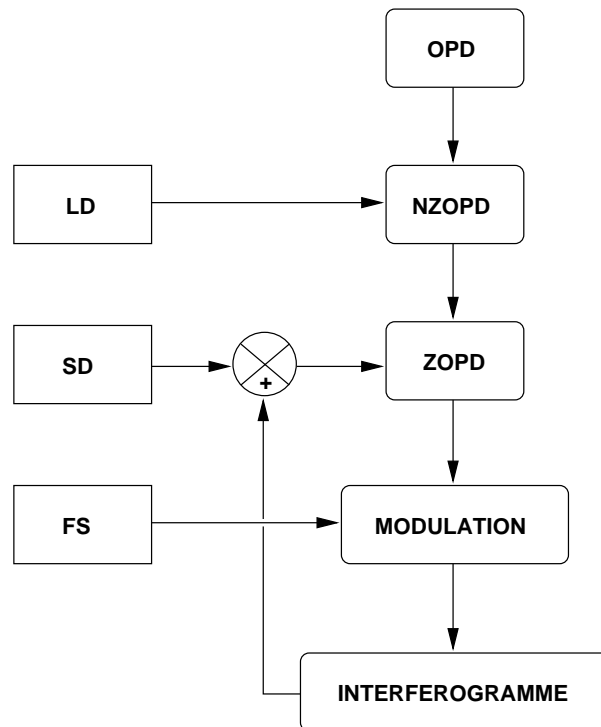 OPD
LD
NZOPD
SD
+
ZOPD
FS
MODULATION
INTERFEROGRAMME